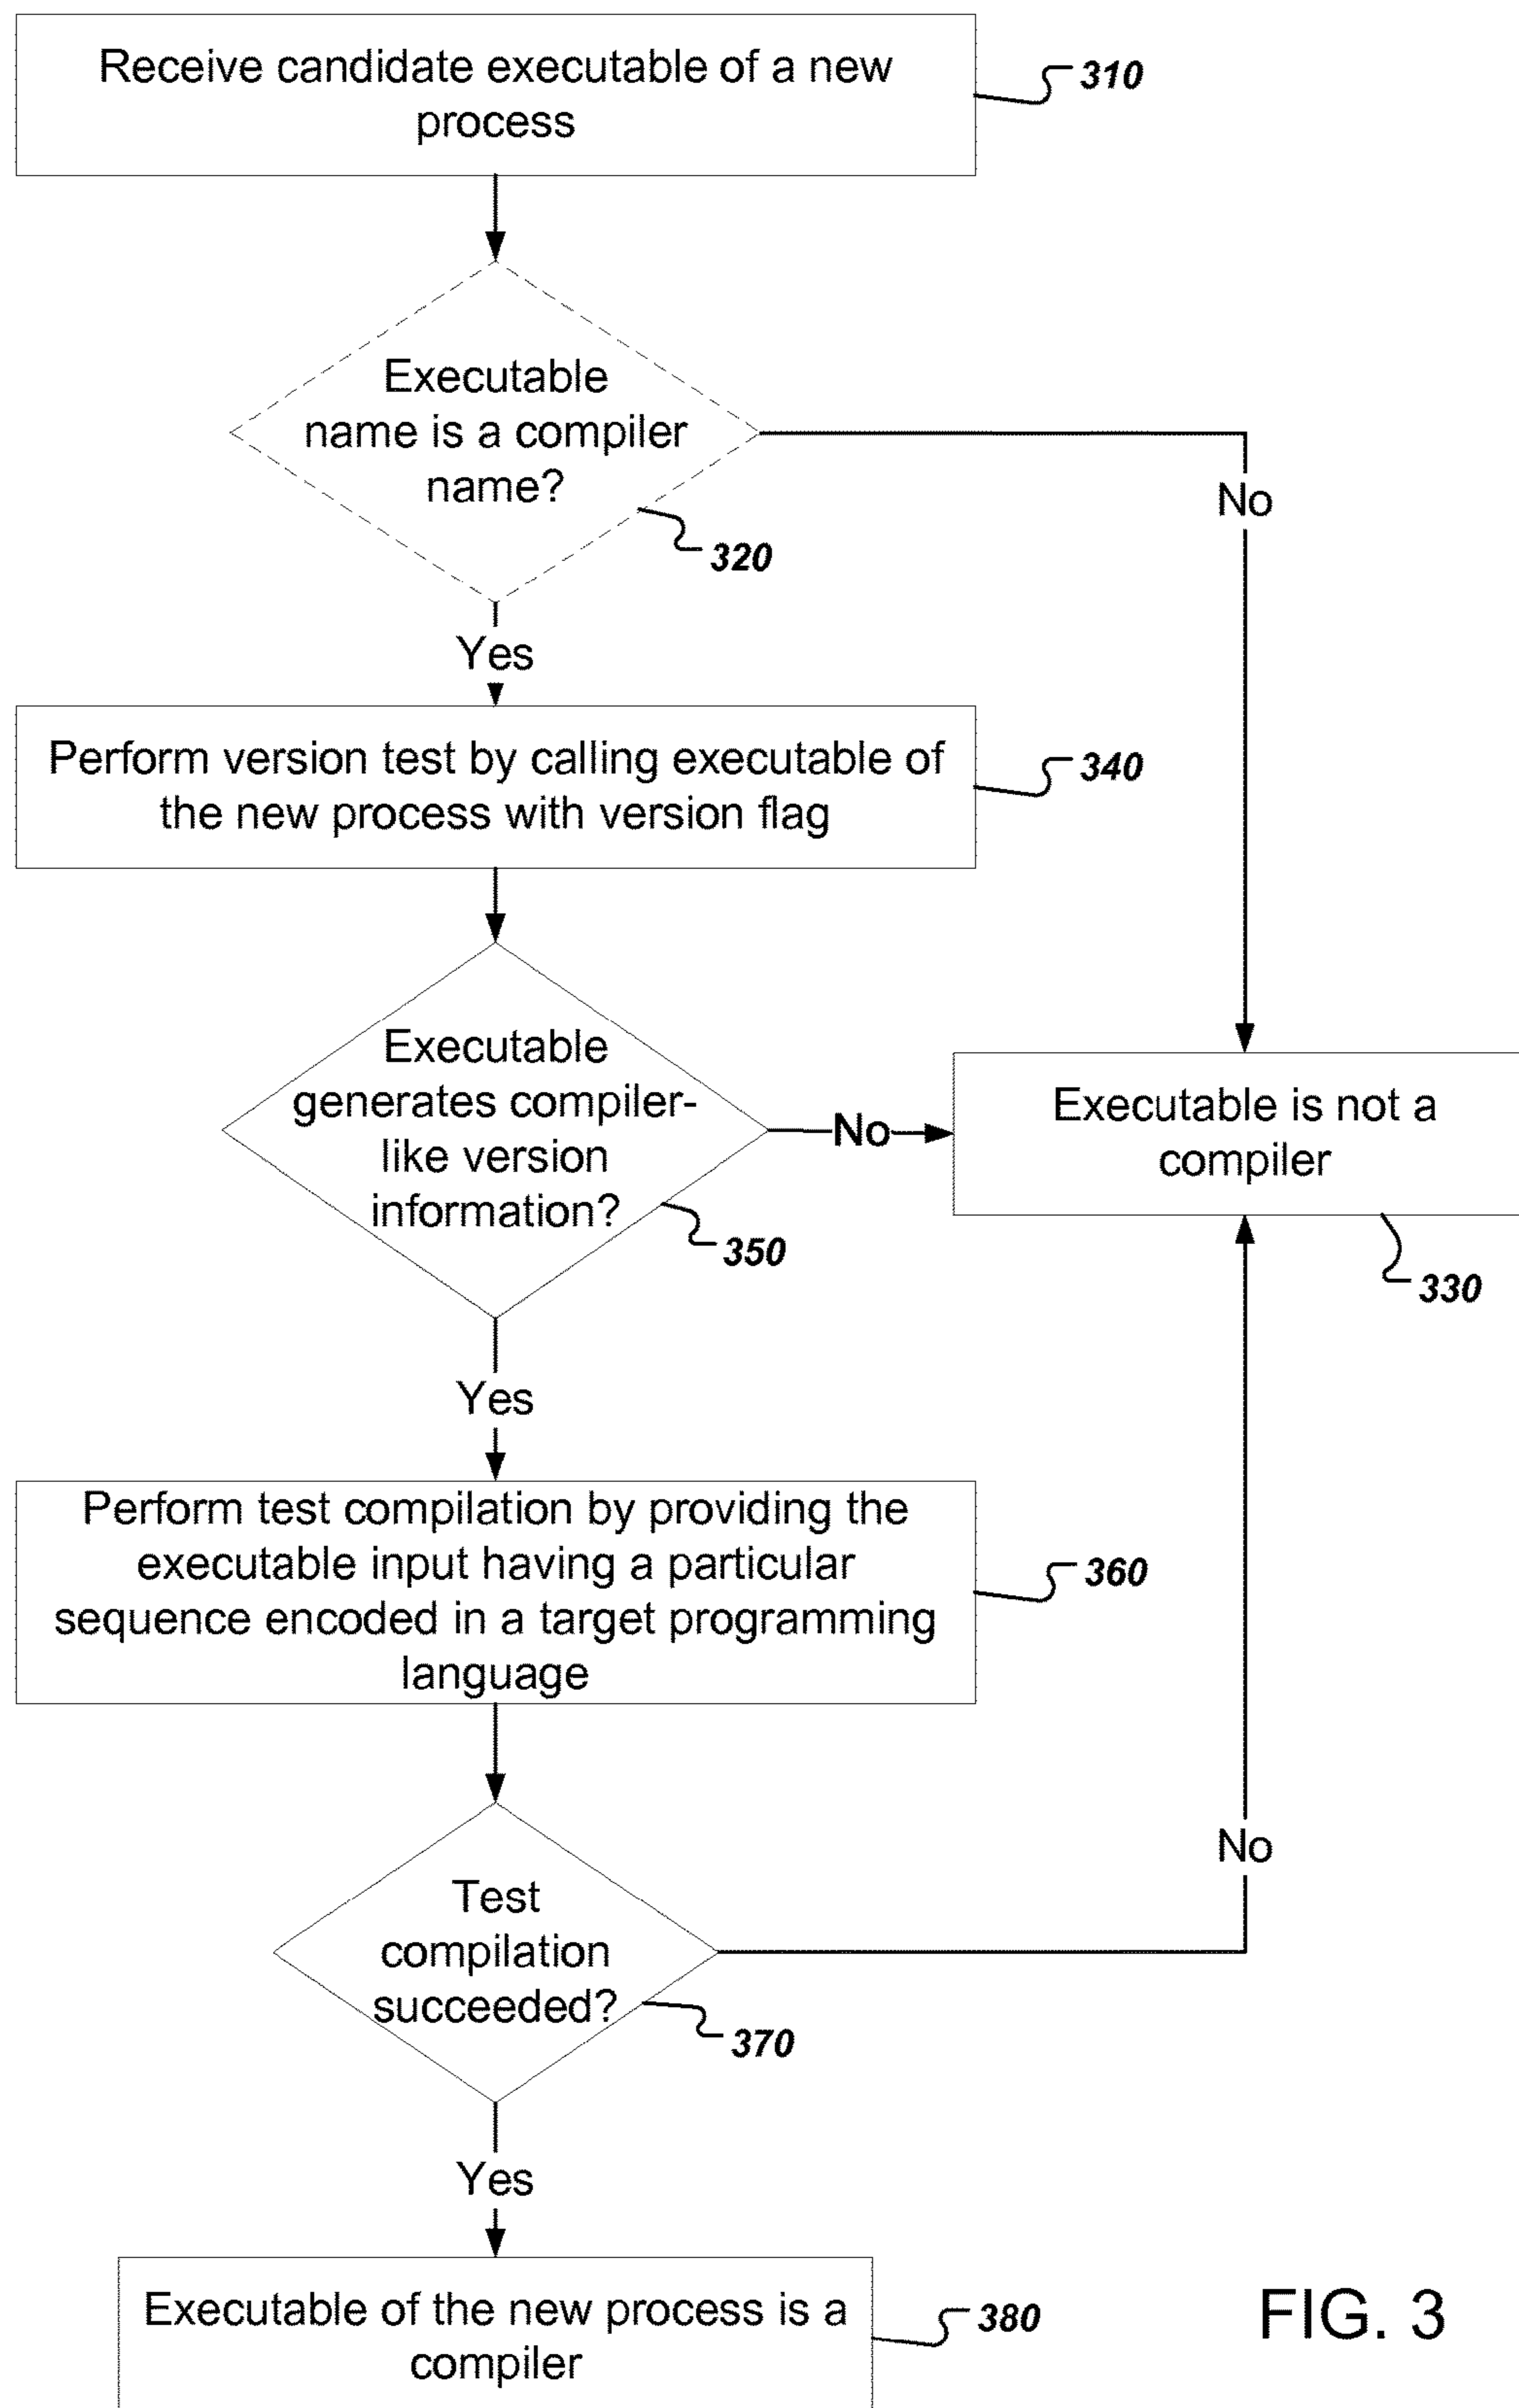 Receive candidate executable of a new
process
310
Executable
name is a compiler
name?
320
No
Yes
Perform version test by calling executable of
the new process with version flag
340
Executable
generates compiler-
like version
information?
350
No
Executable is not a
compiler
330
Yes
Perform test compilation by providing the
executable input having a particular
sequence encoded in a target programming
language
360
Test
compilation
succeeded?
370
No
Yes
Executable of the new process is a
compiler
380
FIG. 3